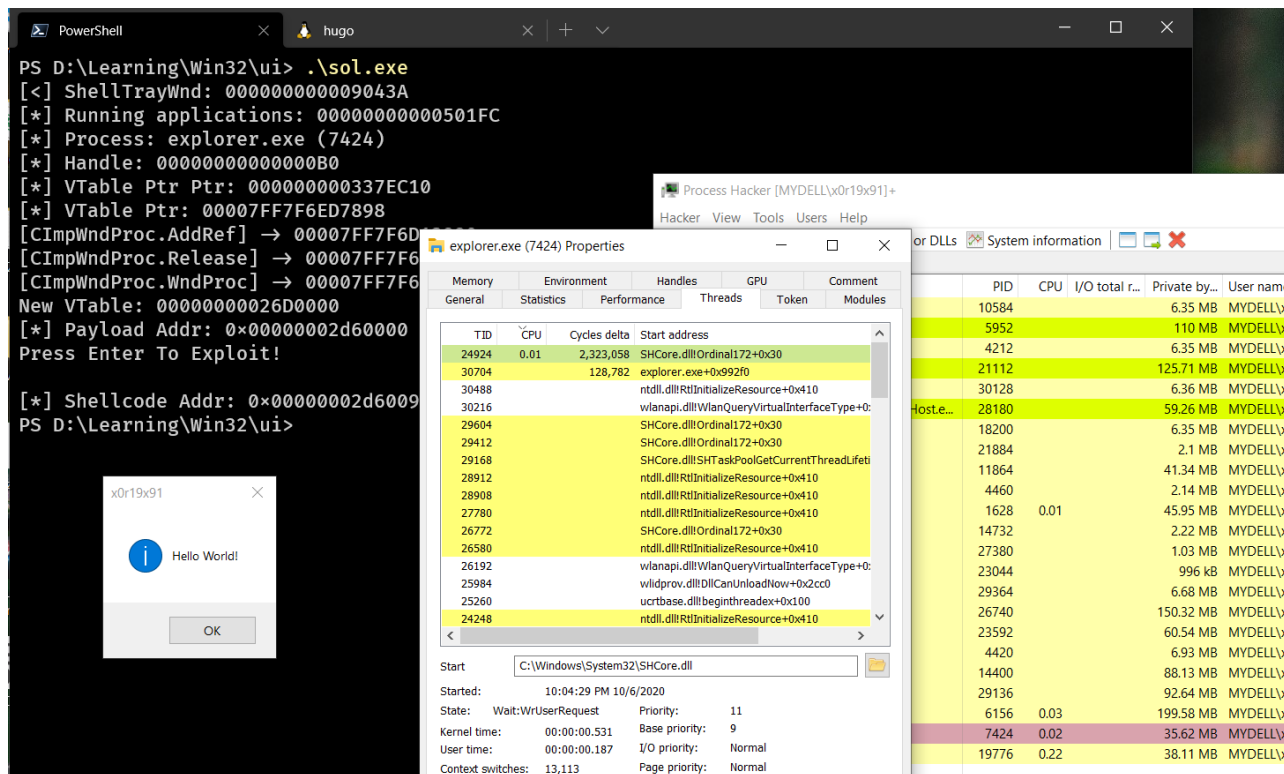 PowerShell
hugo
PS D:\Learning\Win32\ui> .\sol.exe
[<] ShellTrayWnd: 000000000009043A
[*] Running applications: 00000000000501FC
[*] Process: explorer.exe (7424)
[*] Handle: 00000000000000B0
[*] VTable Ptr Ptr: 000000000337EC10
[*] VTable Ptr: 00007FF7F6ED7898
[CImpWndProc.AddRef] → 00007FF7F6D
[CImpWndProc.Release] → 00007FF7F6
[CImpWndProc.WndProc] → 00007FF7F6
New VTable: 00000000026D0000
[*] Payload Addr: 0×00000002d60000
Press Enter To Exploit!
[*] Shellcode Addr: 0×00000002d6009
PS D:\Learning\Win32\ui>
x0r19x91
Hello World!
OK
Process Hacker [MYDELL\x0r19x91]+
Hacker View Tools Users Help
or DLLs System information
explorer.exe (7424) Properties
Memory Environment Handles GPU Comment
General Statistics Performance Threads Token Modules
TID CPU Cycles delta Start address
24924 0.01 2,323,058 SHCore.dll!Ordinal172+0x30
30704 128,782 explorer.exe+0x992f0
30488 ntdll.dll!RtlInitializeResource+0x410
30216 wlanapi.dll!WlanQueryVirtualInterfaceType+0
29604 SHCore.dll!Ordinal172+0x30
29412 SHCore.dll!Ordinal172+0x30
29168 SHCore.dll!SHTaskPoolGetCurrentThreadLifeti
28912 ntdll.dll!RtlInitializeResource+0x410
28908 ntdll.dll!RtlInitializeResource+0x410
27780 ntdll.dll!RtlInitializeResource+0x410
26772 SHCore.dll!Ordinal172+0x30
26580 ntdll.dll!RtlInitializeResource+0x410
26192 wlanapi.dll!WlanQueryVirtualInterfaceType+0
25984 wlidprov.dll!DllCanUnloadNow+0x2cc0
25260 ucrtbase.dll!beginthreadex+0x100
24248 ntdll.dll!RtlInitializeResource+0x410
Start C:\Windows\System32\SHCore.dll
Started: 10:04:29 PM 10/6/2020
State: Wait:WrUserRequest Priority: 11
Kernel time: 00:00:00.531 Base priority: 9
User time: 00:00:00.187 I/O priority: Normal
Context switches: 13,113 Page priority: Normal
PID CPU I/O total r... Private by... User nam
10584 6.35 MB MYDELL\
5952 110 MB MYDELL\
4212 6.35 MB MYDELL\
21112 125.71 MB MYDELL\
30128 6.36 MB MYDELL\
Host.e... 28180 59.26 MB MYDELL\
18200 6.35 MB MYDELL\
21884 2.1 MB MYDELL\
11864 41.34 MB MYDELL\
4460 2.14 MB MYDELL\
1628 0.01 45.95 MB MYDELL\
14732 2.22 MB MYDELL\
27380 1.03 MB MYDELL\
23044 996 kB MYDELL\
29364 6.68 MB MYDELL\
26740 150.32 MB MYDELL\
23592 60.54 MB MYDELL\
4420 6.93 MB MYDELL\
14400 88.13 MB MYDELL\
29136 92.64 MB MYDELL\
6156 0.03 199.58 MB MYDELL\
7424 0.02 35.62 MB MYDELL\
19776 0.22 38.11 MB MYDELL\